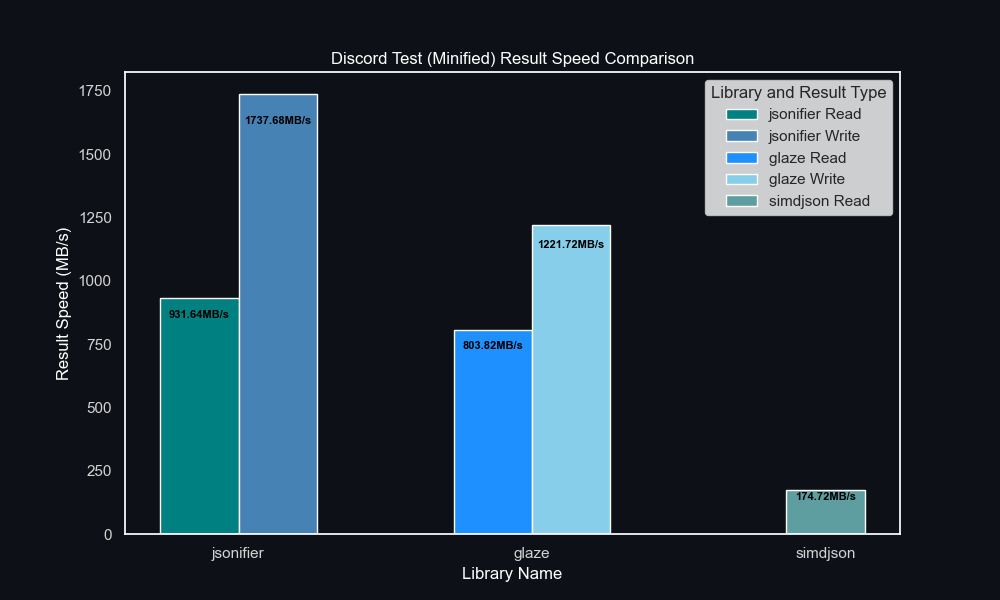 Discord Test (Minified) Result Speed Comparison
Library and Result Type
jsonifier Read
jsonifier Write
glaze Read
glaze Write
simdjson Read
Result Speed (MB/s)
1750
1500
1250
1000
750
500
250
0
931.64MB/s
1737.68MB/s
803.82MB/s
1221.72MB/s
174.72MB/s
jsonifier
glaze
simdjson
Library Name